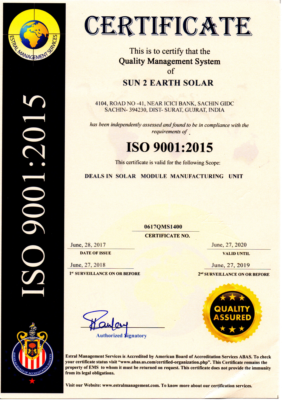 CERTIFICATE
This is to certify that the
Quality Management System
of
SUN 2 EARTH SOLAR
4104, ROAD NO -41, NEAR ICICI BANK, SACHIN GIDC
SACHIN- 394230, DIST- SURAT, GUJRAT, INDIA
has been independently assessed and found to be in compliance with the
requirements of
ISO 9001:2015
This certificate is valid for the following Scope:
DEALS IN SOLAR MODULE MANUFACTURING UNIT
0617QMS1400
CERTIFICATE NO.
June, 28, 2017
June, 27, 2020
DATE OF ISSUE
VALID UNTIL
June, 27, 2018
June, 27, 2019
1st SURVEILLANCE ON OR BEFORE
2nd SURVEILLANCE ON OR BEFORE
Authorized Signatory
QUALITY
ASSURED
ISO 9001:2015
Extral Management Services is Accredited by American Board of Accreditation Services ABAS. To check
your certificate status visit "www.abas-us.com/certified-organization.php". This Certificate remains the
property of EMS to whom it must be returned on request. This certificate does not provide the immunity
from its legal obligations.
Visit our Website: www.extralmanagement.com. To know more about our certification services.